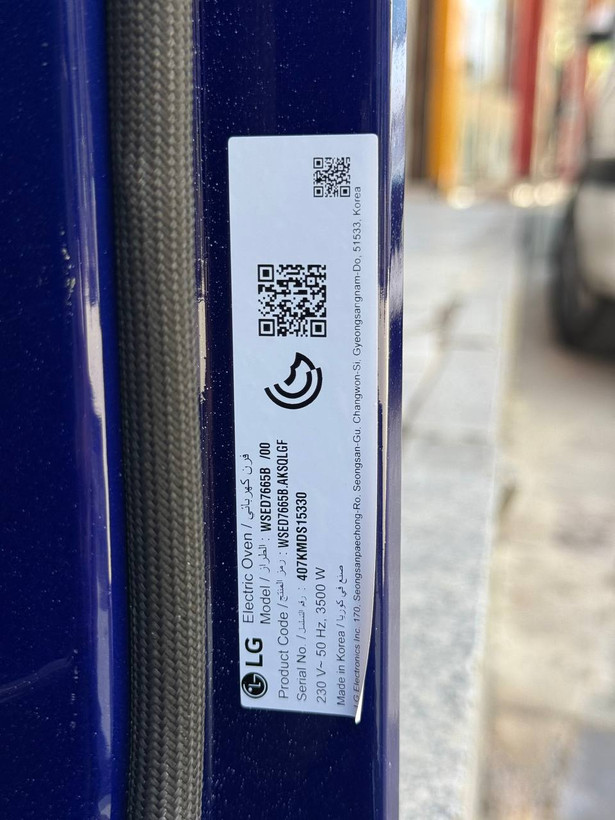 LG Electric Oven / فرن كهربائي
Model / الطراز : WSED7665B /00
Product Code / رمز المنتج : WSED7665B.AKSQLGF
Serial No. / رقم التسلسل : 407KMDS15330
230 V~ 50 Hz, 3500 W
Made in Korea / صنع في كوريا
LG Electronics Inc. 170, Seongsanpaechong-Ro, Seongsan-Gu, Changwon-Si, Gyeongsangnam-Do, 51533, Korea